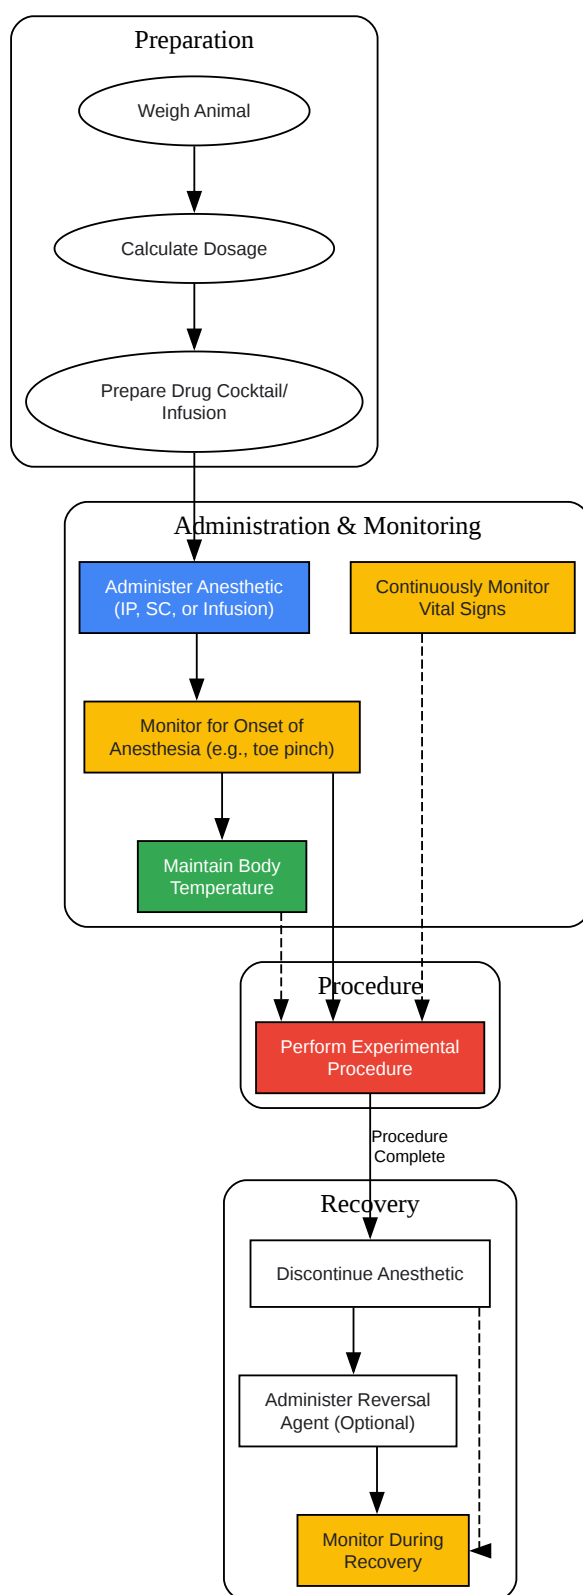 Preparation
Weigh Animal
Calculate Dosage
Prepare Drug Cocktail/
Infusion
Administration & Monitoring
Administer Anesthetic
(IP, SC, or Infusion)
Continuously Monitor
Vital Signs
Monitor for Onset of
Anesthesia (e.g., toe pinch)
Maintain Body
Temperature
Procedure
Perform Experimental
Procedure
Procedure
Complete
Recovery
Discontinue Anesthetic
Administer Reversal
Agent (Optional)
Monitor During
Recovery